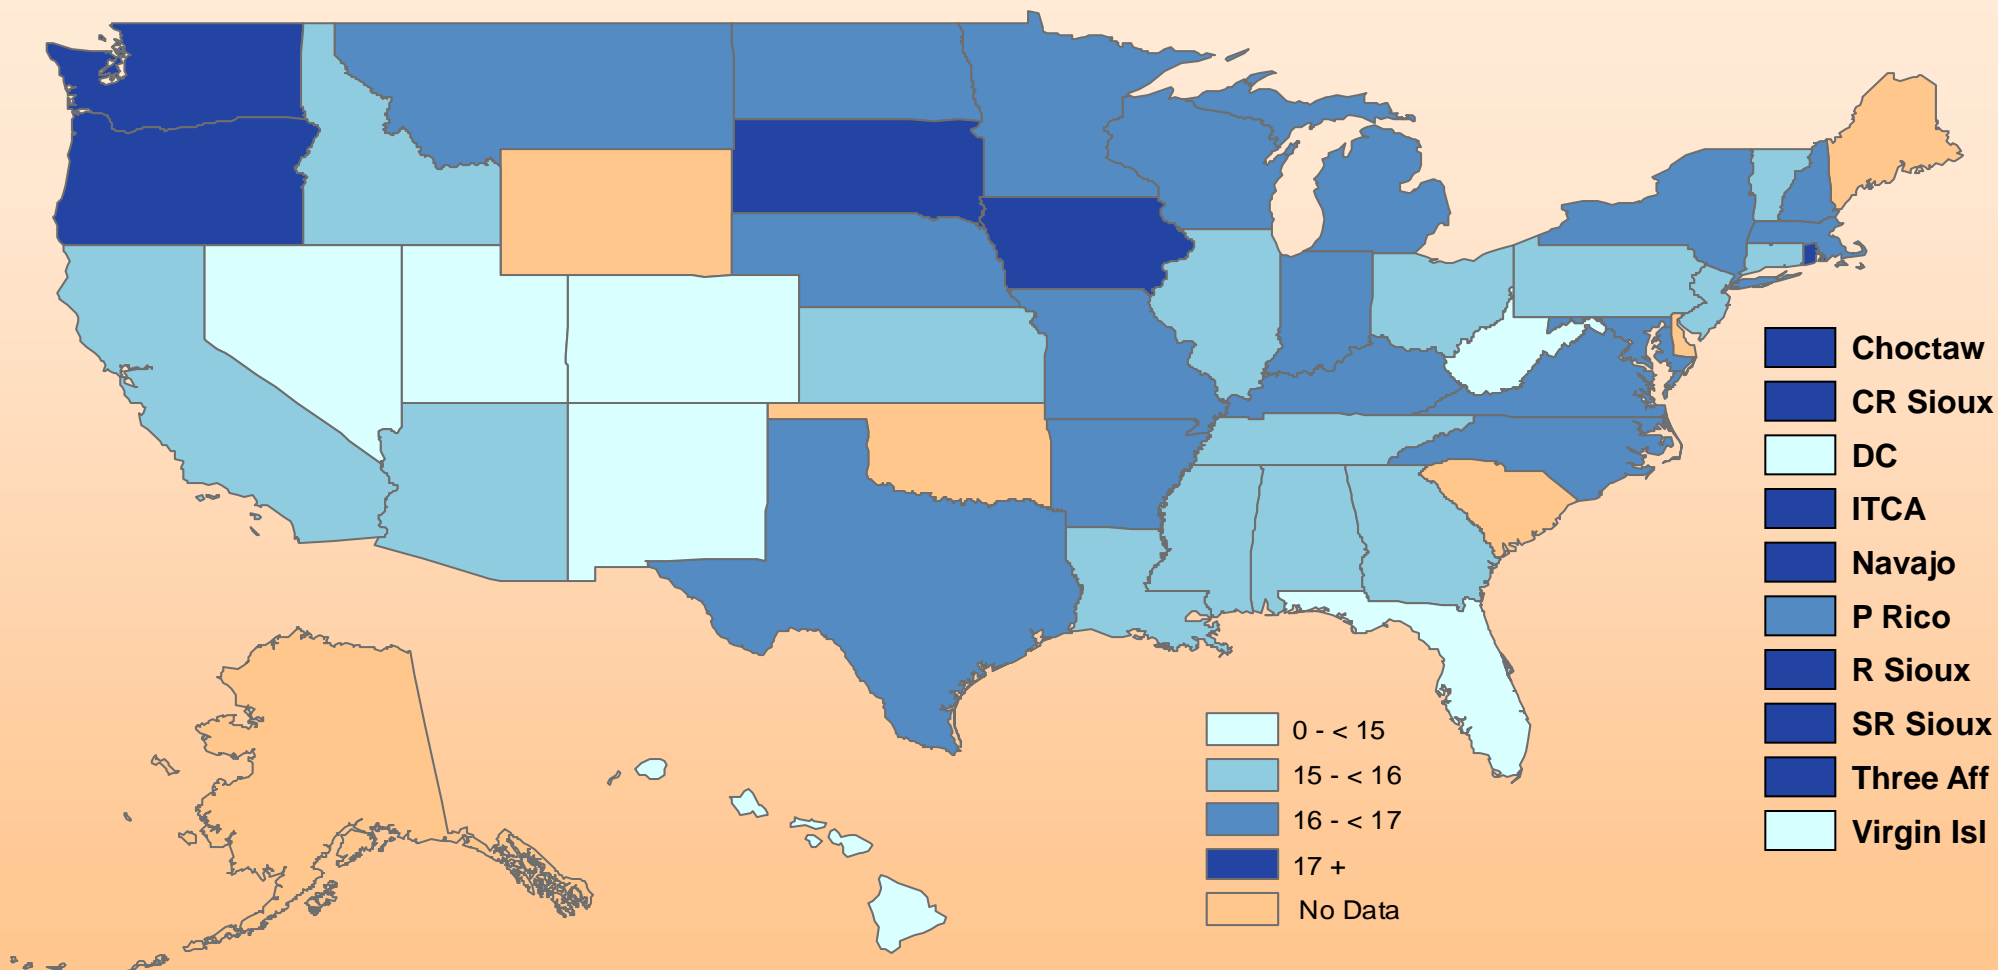 Choctaw
CR Sioux
DC
ITCA
Navajo
P Rico
R Sioux
SR Sioux
Three Aff
Virgin Isl
0 - < 15
15 - < 16
16 - < 17
17 +
No Data